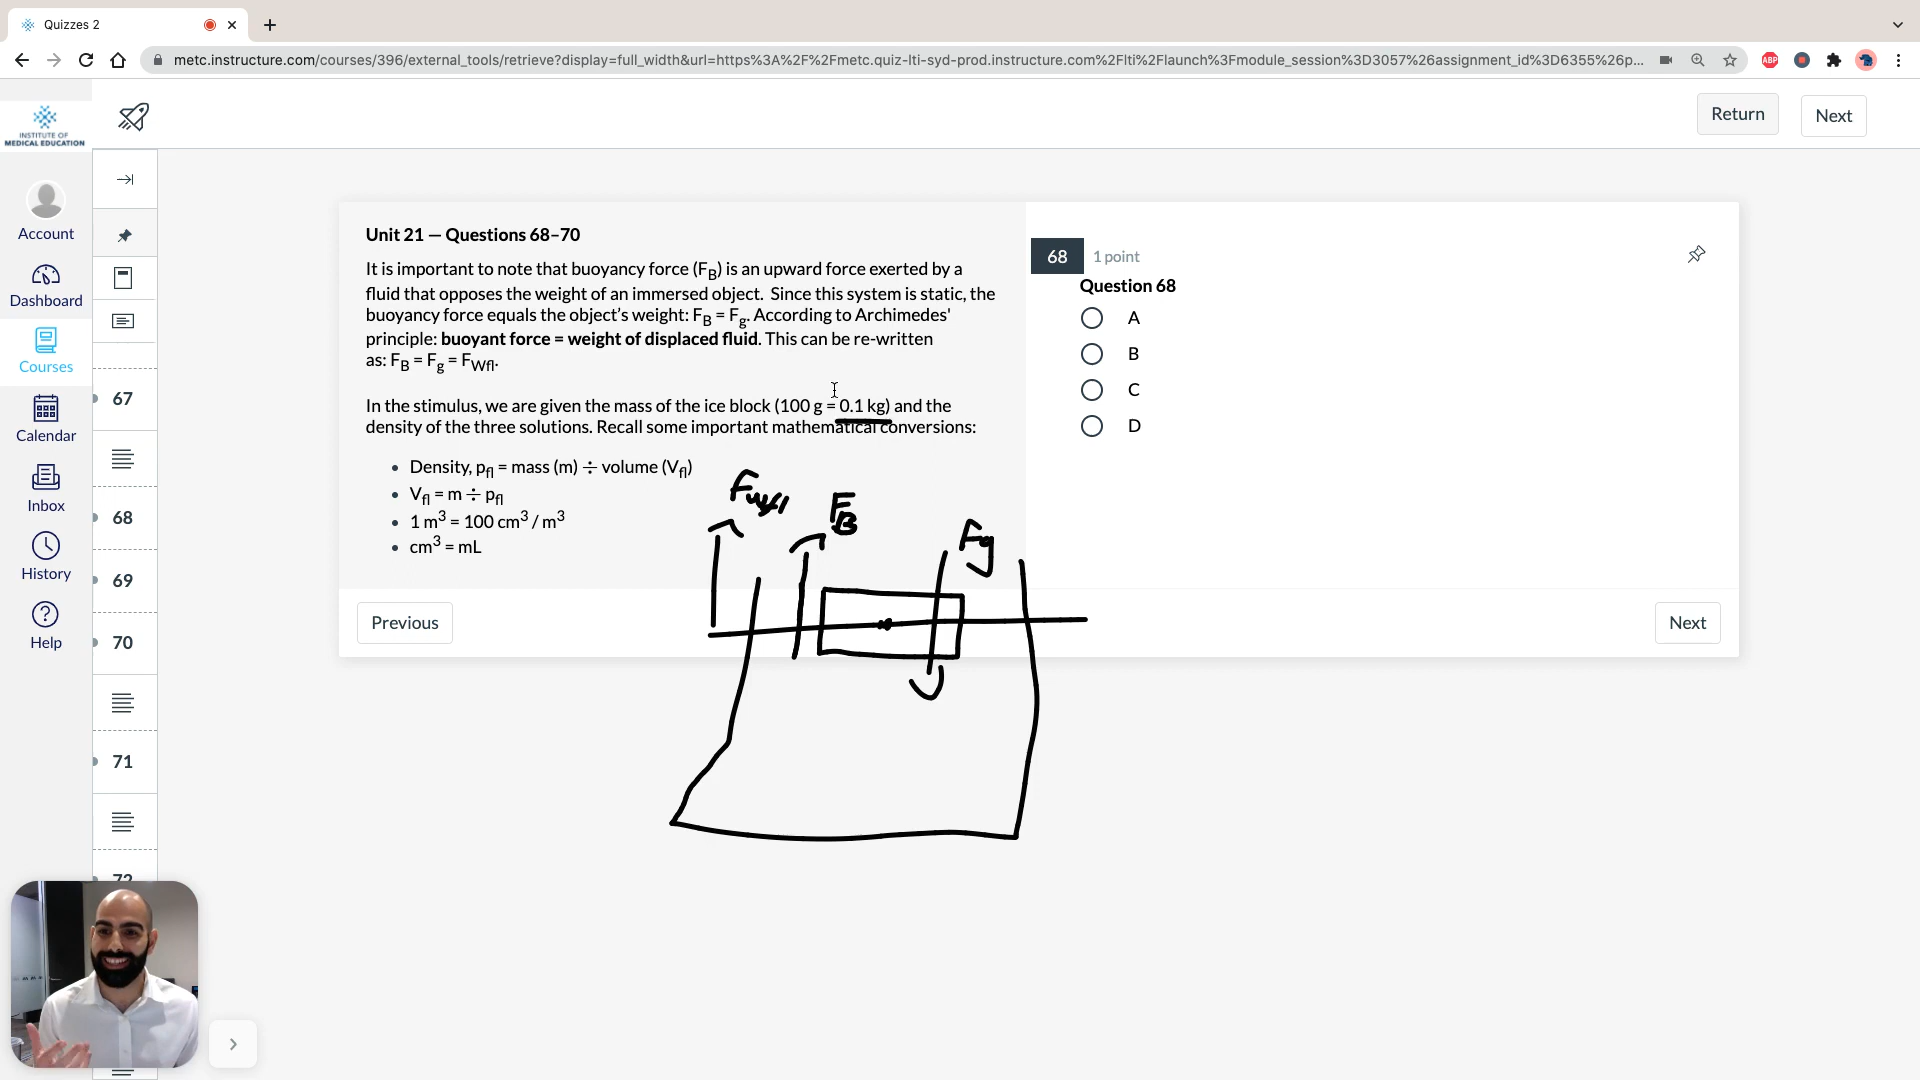 Quizzes 2
metc.instructure.com/courses/396/external_tools/retrieve?display=full_width&url=https%3A%2F%2Fmetc.quiz-lti-syd-prod.instructure.com%2Flti%2Flaunch%3Fmodule_session%3D3057%26assignment_id%3D6355%26p...
ABP
INSTITUTE OF
MEDICAL EDUCATION
Return
Next
Account
Dashboard
Courses
Calendar
Inbox
History
Help
67
68
69
70
71
72
Unit 21 — Questions 68–70
It is important to note that buoyancy force (FB) is an upward force exerted by a
fluid that opposes the weight of an immersed object. Since this system is static, the
buoyancy force equals the object's weight: FB = Fg. According to Archimedes'
principle: buoyant force = weight of displaced fluid. This can be re-written
as: FB = Fg = FWfl.
In the stimulus, we are given the mass of the ice block (100 g = 0.1 kg) and the
density of the three solutions. Recall some important mathematical conversions:
• Density, pfl = mass (m) ÷ volume (Vfl)
• Vfl = m ÷ pfl
• 1 m³ = 100 cm³ / m³
• cm³ = mL
FWfl
FB
Fg
Previous
68
1 point
Question 68
A
B
C
D
Next